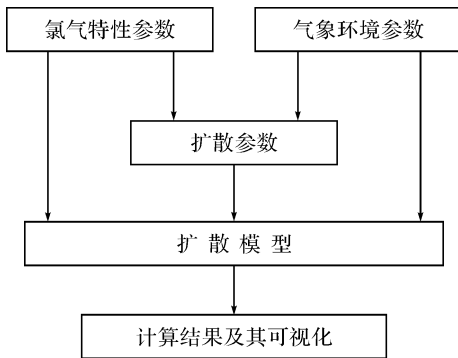 氯气特性参数
气象环境参数
扩散参数
扩 散 模 型
计算结果及其可视化